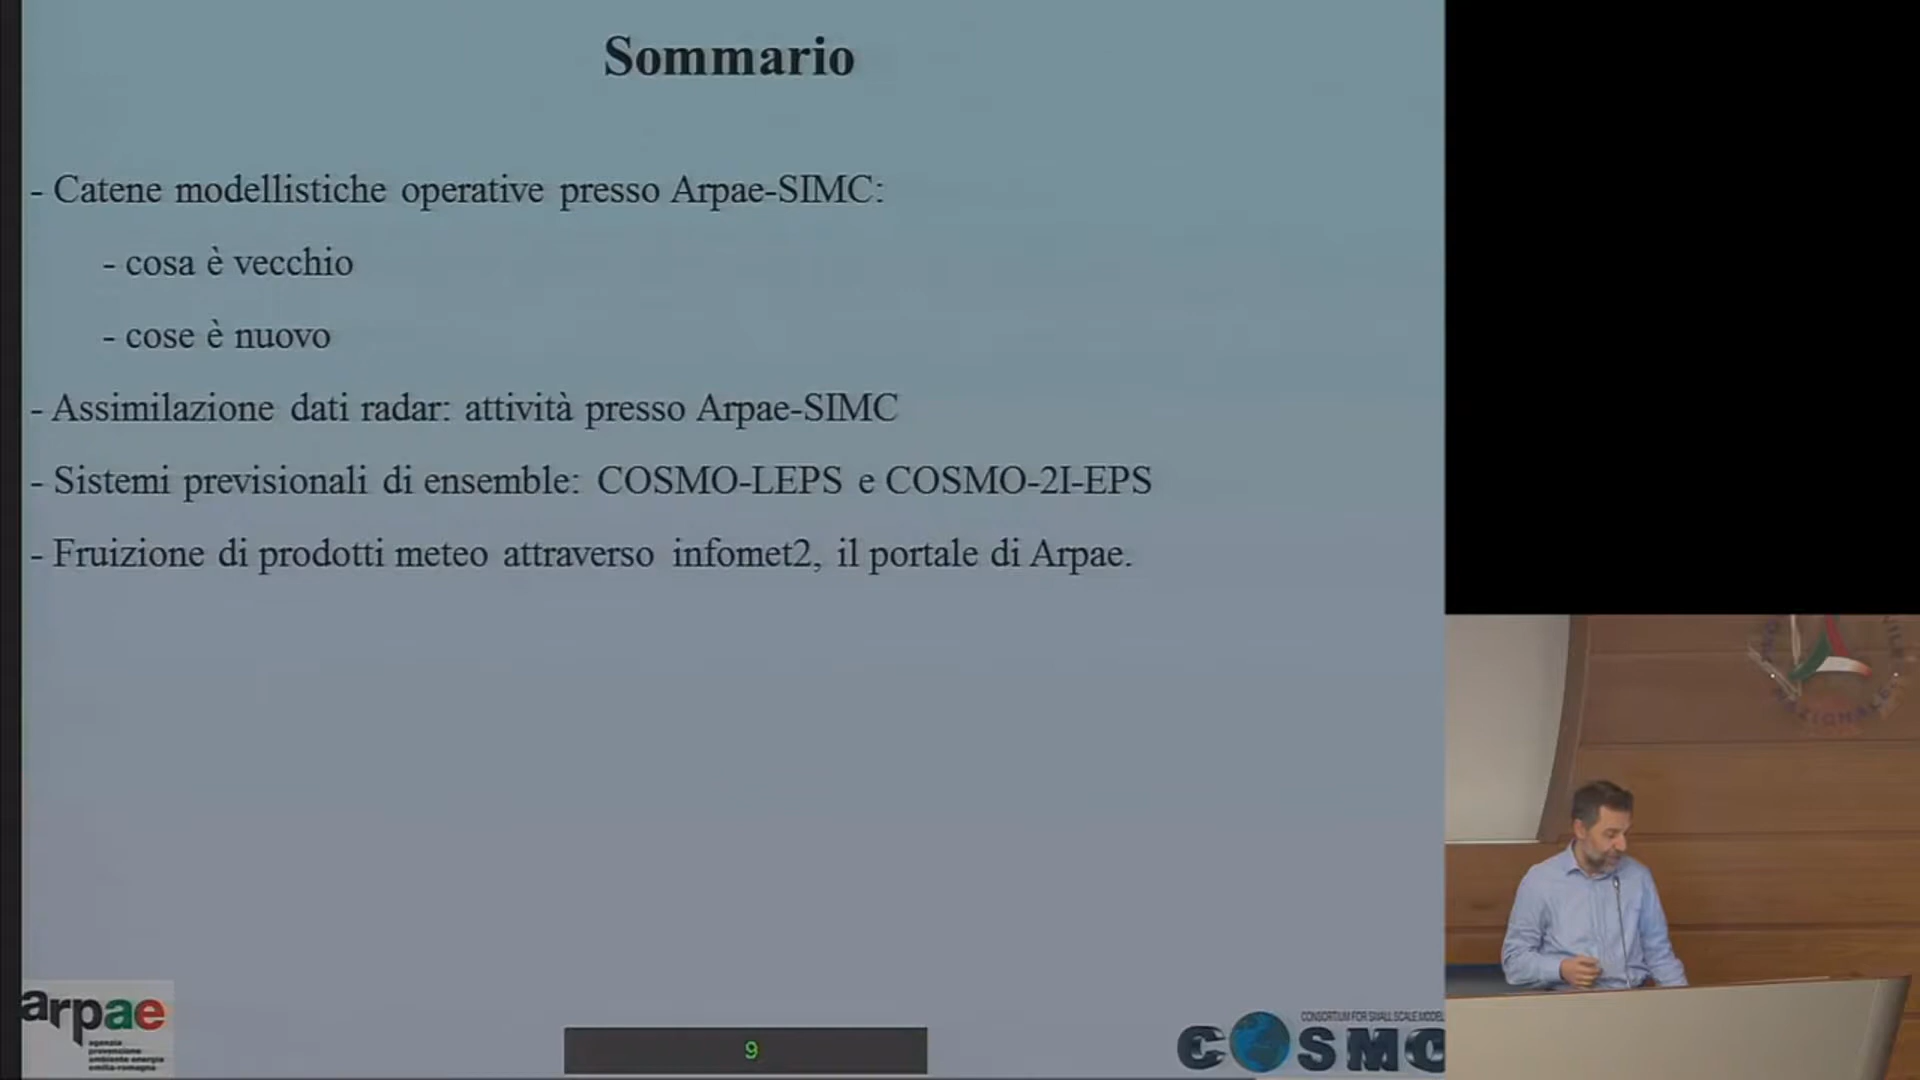 Sommario
- Catene modellistiche operative presso Arpae-SIMC:
- cosa è vecchio
- cose è nuovo
- Assimilazione dati radar: attività presso Arpae-SIMC
- Sistemi previsionali di ensemble: COSMO-LEPS e COSMO-2I-EPS
- Fruizione di prodotti meteo attraverso infomet2, il portale di Arpae.
arpae
agenzia
prevenzione
ambiente energia
emilia-romagna
9
CONSORTIUM FOR SMALL SCALE MODEL
COSMO
NAZIONALE